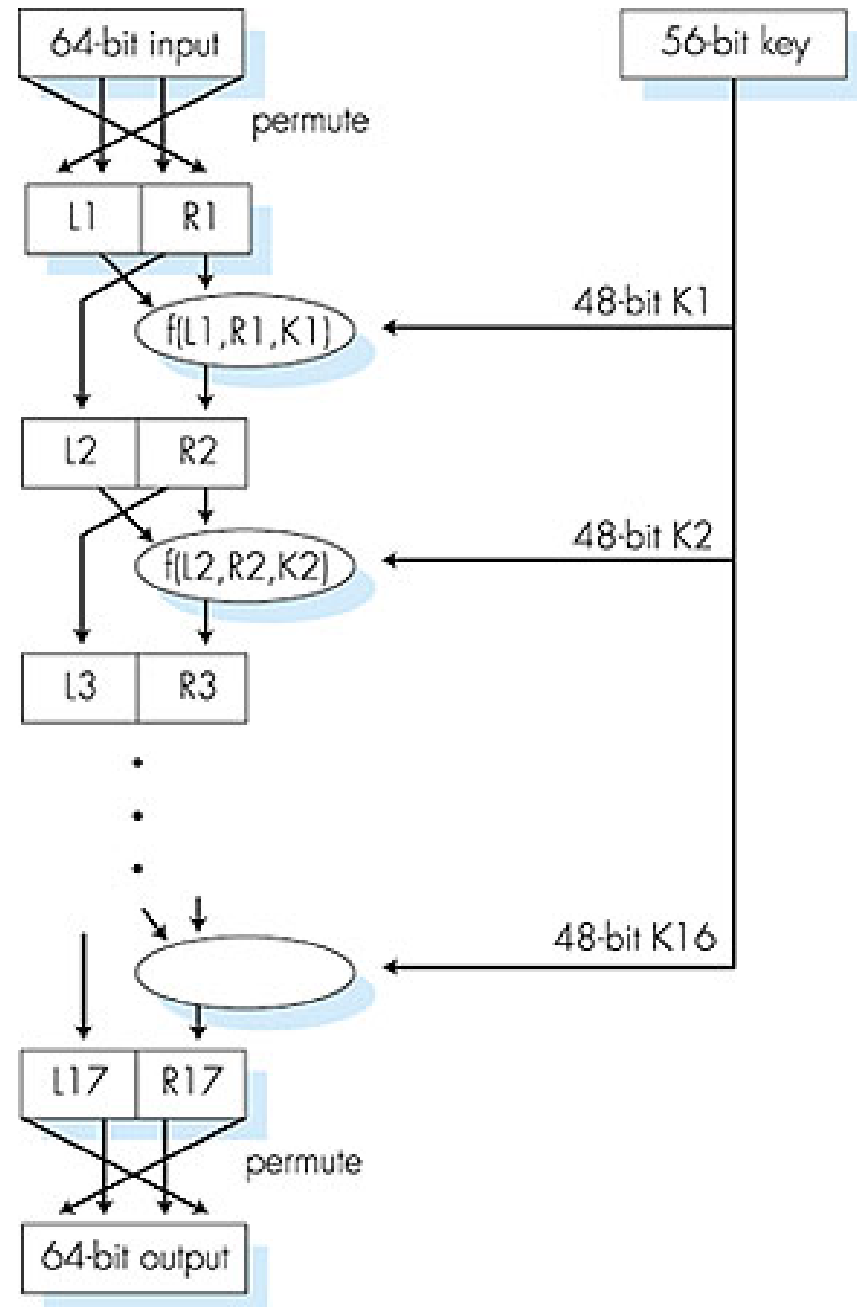 64-bit input
56-bit key
permute
L1 R1
48-bit K1
f(L1,R1,K1)
L2 R2
48-bit K2
f(L2,R2,K2)
L3 R3
48-bit K16
L17 R17
permute
64-bit output